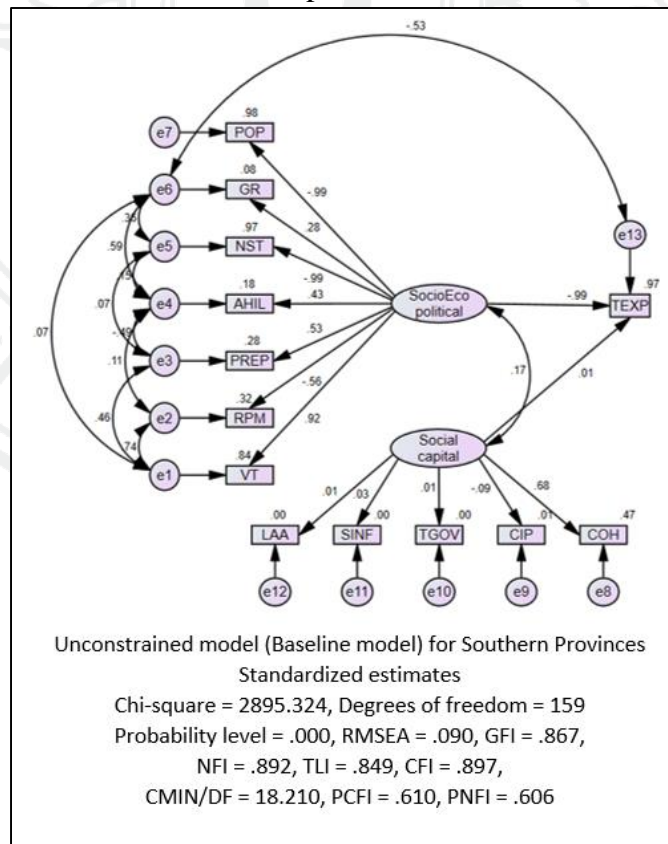 -.53
.98
e7 POP
.08
-.99
e6 GR
.28
.35
.97
e13
e5 NST
-.99
.59
.15
.18
.97
e4 AHIL
.43
SocioEco
political
-.99
TEXP
.07
-.49
.28
.07
e3 PREP
.53
.11
.32
-.56
.17
.01
e2 RPM
.46
.92
.74
.84
Social
capital
e1 VT
.01
.03
.01
-.09
.68
.00
.00
.00
.01
.47
LAA SINF TGOV CIP COH
e12 e11 e10 e9 e8
Unconstrained model (Baseline model) for Southern Provinces
Standardized estimates
Chi-square = 2895.324, Degrees of freedom = 159
Probability level = .000, RMSEA = .090, GFI = .867,
NFI = .892, TLI = .849, CFI = .897,
CMIN/DF = 18.210, PCFI = .610, PNFI = .606